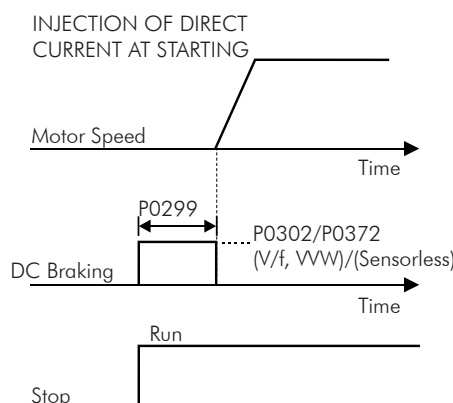 INJECTION OF DIRECT
CURRENT AT STARTING
Motor Speed
Time
P0299
P0302/P0372
(V/f, VVW)/(Sensorless)
DC Braking
Time
Run
Stop